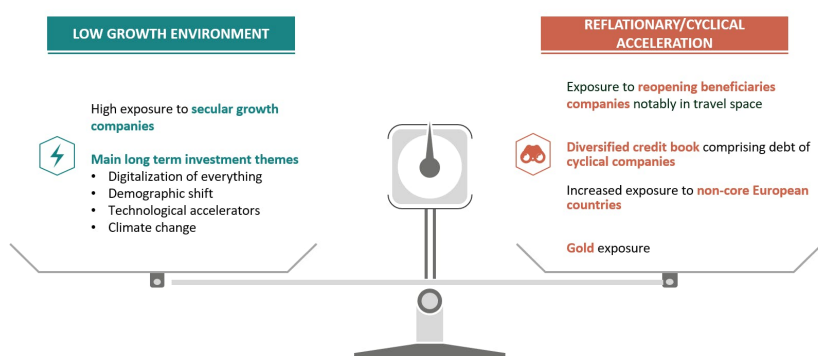 LOW GROWTH ENVIRONMENT
High exposure to secular growth
companies
Main long term investment themes
• Digitalization of everything
• Demographic shift
• Technological accelerators
• Climate change
REFLATIONARY/CYCLICAL
ACCELERATION
Exposure to reopening beneficiaries
companies notably in travel space
Diversified credit book comprising debt of
cyclical companies
Increased exposure to non-core European
countries
Gold exposure